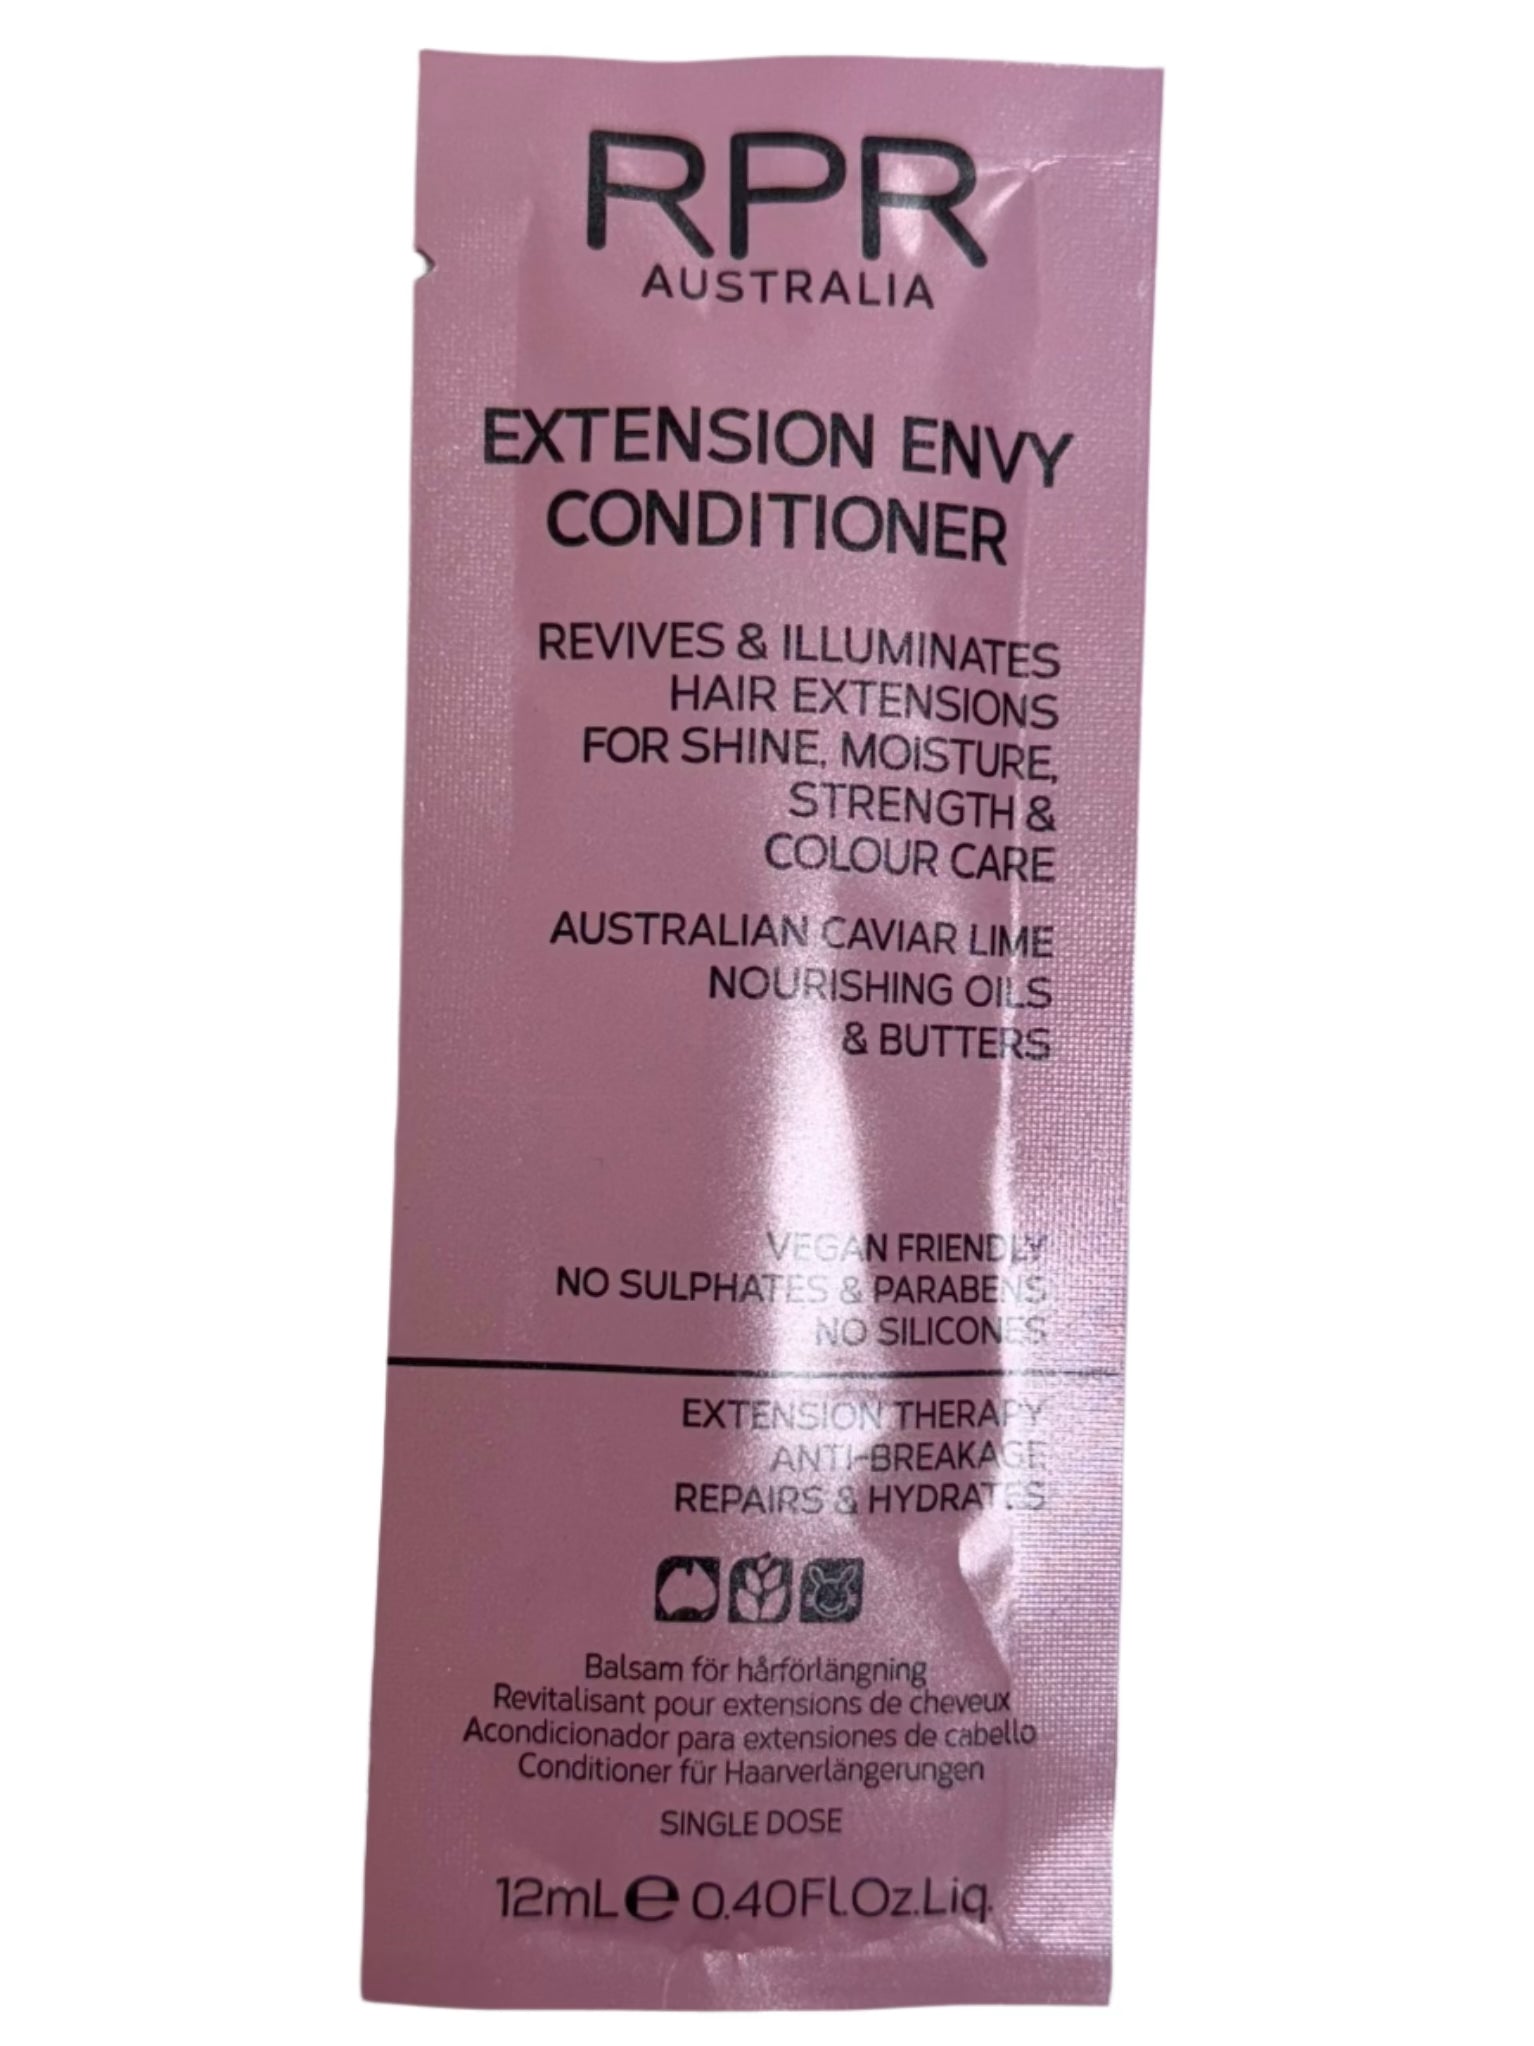 RPR
AUSTRALIA
EXTENSION ENVY
CONDITIONER
REVIVES & ILLUMINATES
HAIR EXTENSIONS
FOR SHINE, MOISTURE,
STRENGTH &
COLOUR CARE
AUSTRALIAN CAVIAR LIME
NOURISHING OILS
& BUTTERS
VEGAN FRIENDLY
NO SULPHATES & PARABENS
NO SILICONES
EXTENSION THERAPY
ANTI-BREAKAGE
REPAIRS & HYDRATES
Balsam för hårförlängning
Revitalisant pour extensions de cheveux
Acondicionador para extensiones de cabello
Conditioner für Haarverlängerungen
SINGLE DOSE
12mL ℮ 0.40Fl.Oz.Liq.